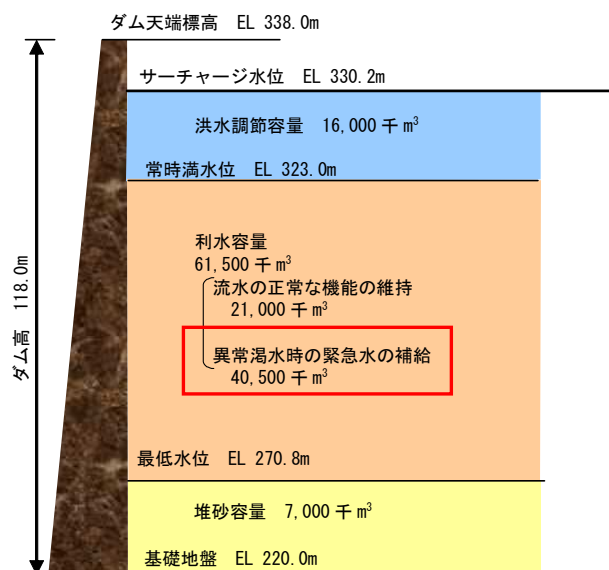 ダム天端標高 EL 338.0m
サーチャージ水位 EL 330.2m
洪水調節容量 16,000 千m³
常時満水位 EL 323.0m
利水容量
61,500 千m³
流水の正常な機能の維持
21,000 千m³
異常渇水時の緊急水の補給
40,500 千m³
ダム高 118.0m
最低水位 EL 270.8m
堆砂容量 7,000 千m³
基礎地盤 EL 220.0m